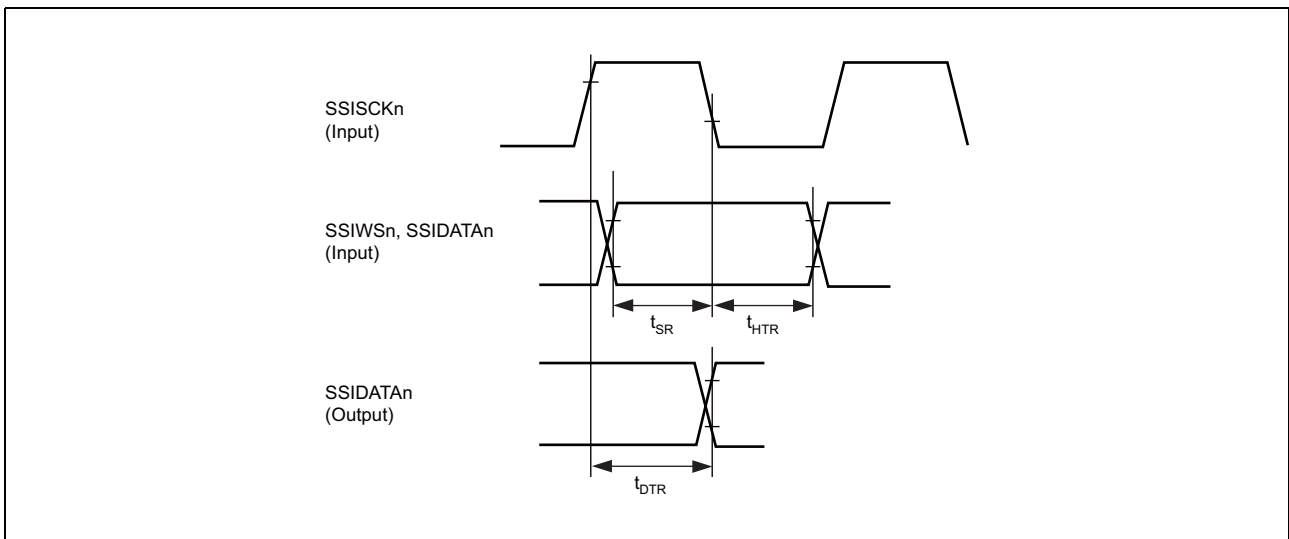 SSISCKn
(Input)
SSIWSn, SSIDATAn
(Input)
tSR
tHTR
SSIDATAn
(Output)
tDTR